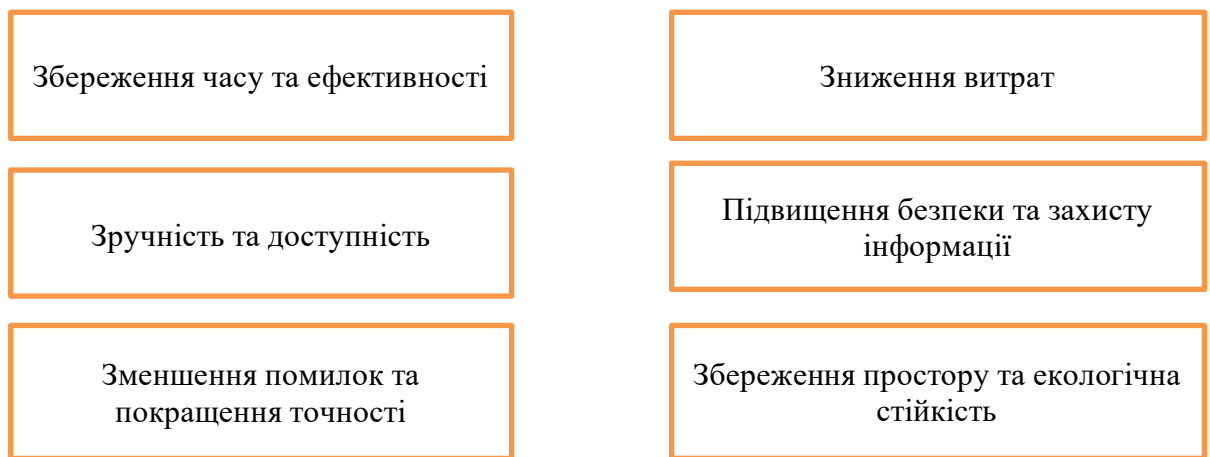 Збереження часу та ефективності
Зниження витрат
Зручність та доступність
Підвищення безпеки та захисту
інформації
Зменшення помилок та
покращення точності
Збереження простору та екологічна
стійкість